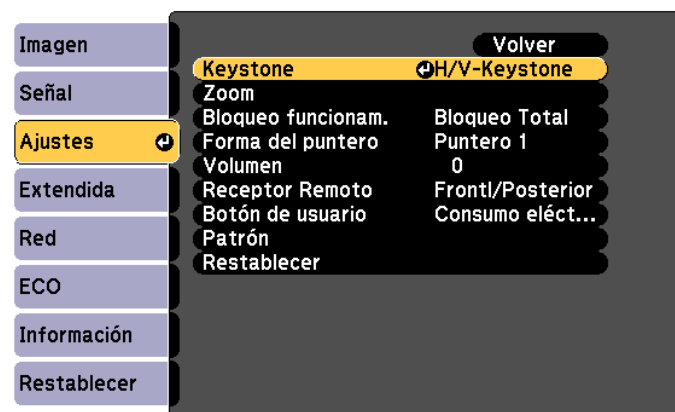 Imagen
Señal
Ajustes
Extendida
Red
ECO
Información
Restablecer
Volver
Keystone H/V-Keystone
Zoom
Bloqueo funcionam. Bloqueo Total
Forma del puntero Puntero 1
Volumen 0
Receptor Remoto Frontl/Posterior
Botón de usuario Consumo eléct...
Patrón
Restablecer